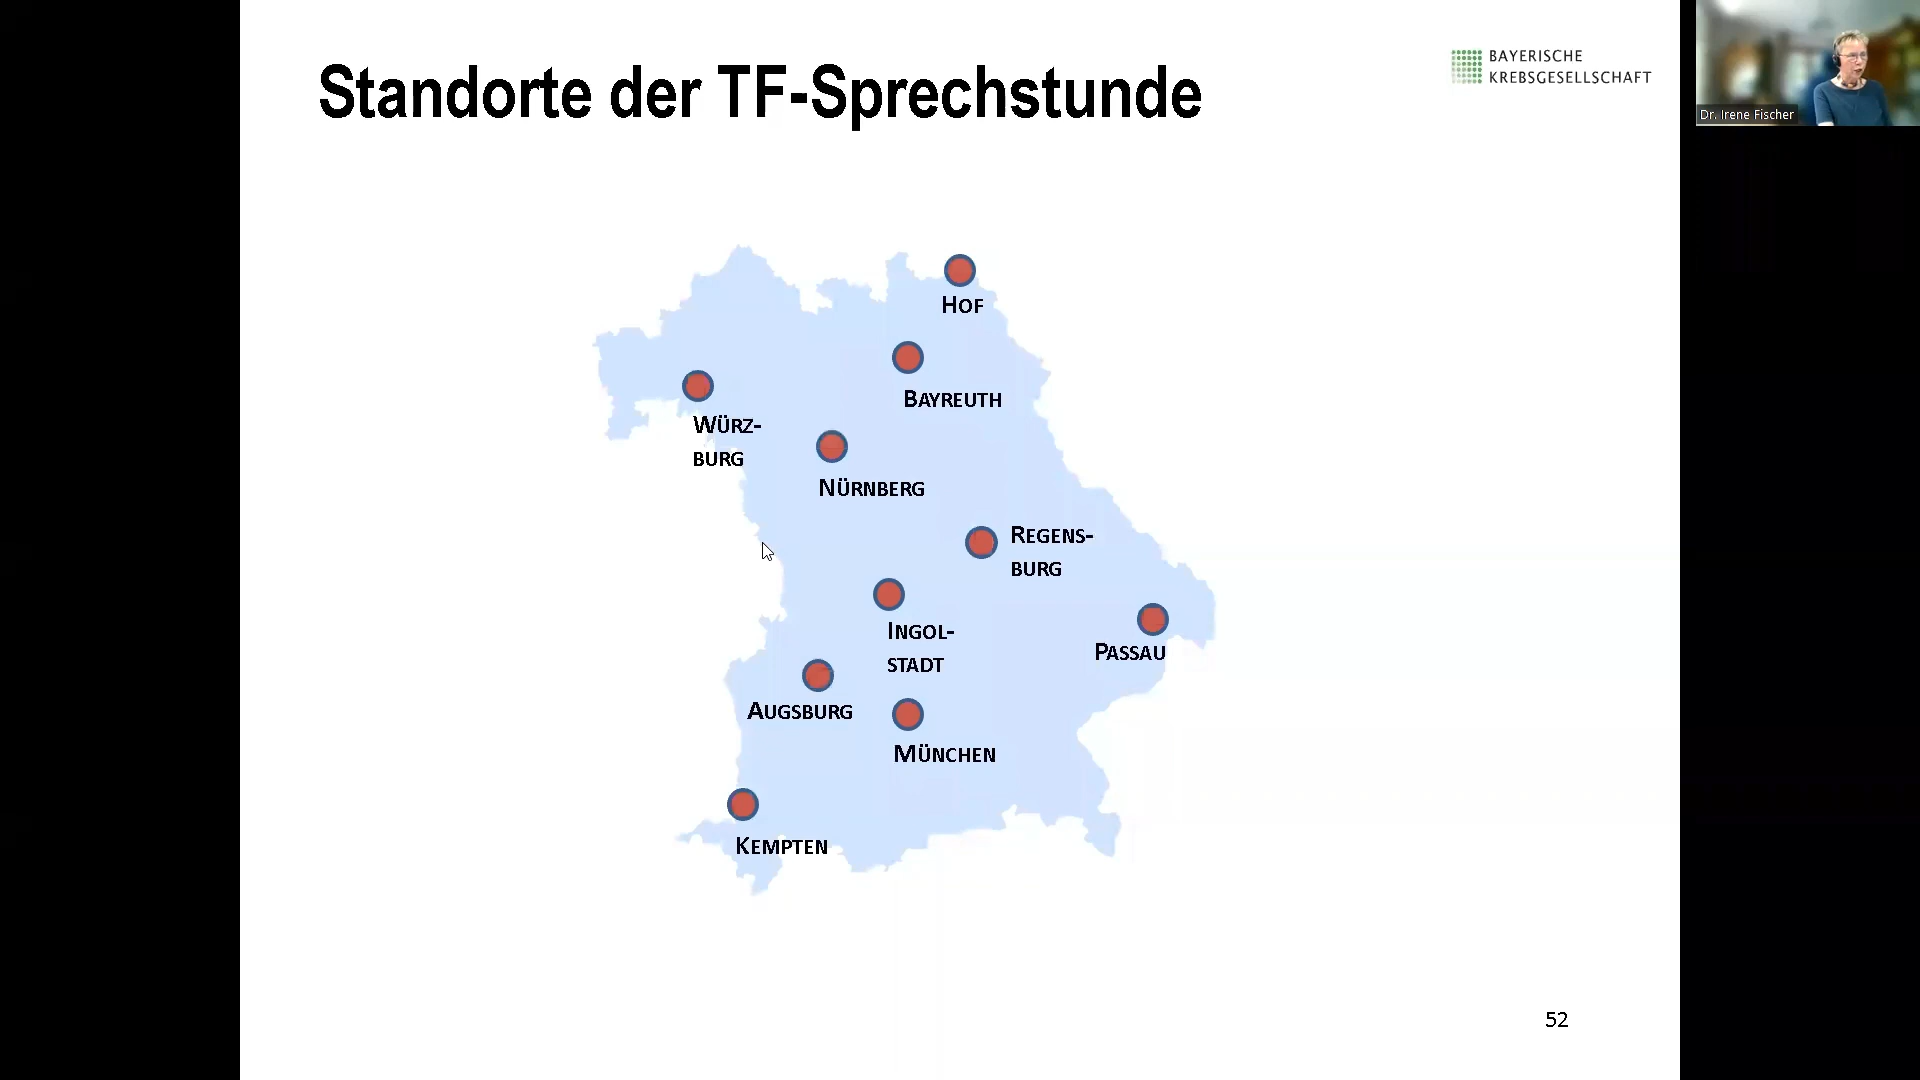 Standorte der TF-Sprechstunde
BAYERISCHE
KREBSGESELLSCHAFT
Dr. Irene Fischer
HOF
BAYREUTH
WÜRZ-
BURG
NÜRNBERG
REGENS-
BURG
INGOL-
STADT
PASSAU
AUGSBURG
MÜNCHEN
KEMPTEN
52